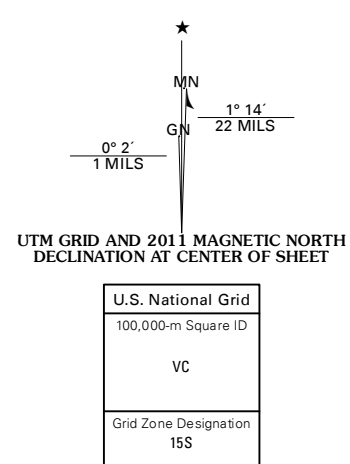 ★
MN
1° 14´
22 MILS
GN
0° 2´
1 MILS
UTM GRID AND 2011 MAGNETIC NORTH
DECLINATION AT CENTER OF SHEET
U.S. National Grid
100,000-m Square ID
VC
Grid Zone Designation
15S